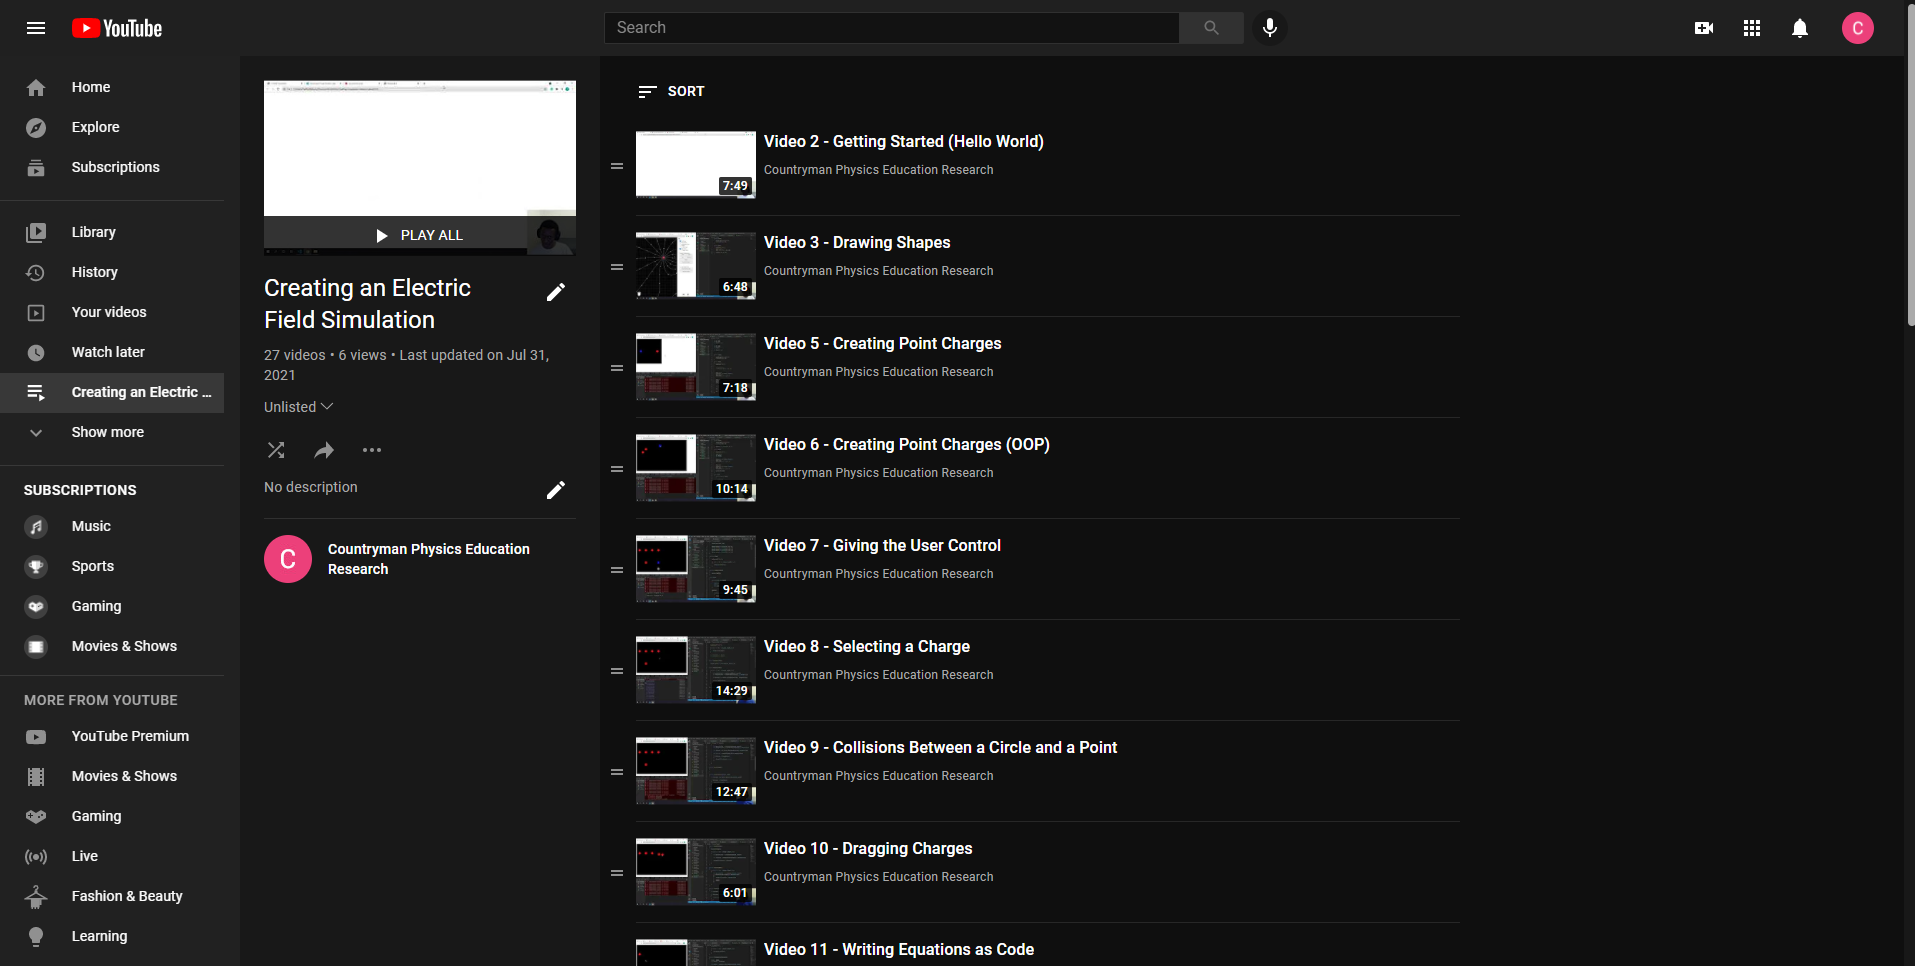 YouTube
Search
C
Home
Explore
Subscriptions
Library
History
Your videos
Watch later
Creating an Electric ...
Show more
SUBSCRIPTIONS
Music
Sports
Gaming
Movies & Shows
MORE FROM YOUTUBE
YouTube Premium
Movies & Shows
Gaming
Live
Fashion & Beauty
Learning
PLAY ALL
Creating an Electric
Field Simulation
27 videos • 6 views • Last updated on Jul 31,
2021
Unlisted
No description
C
Countryman Physics Education
Research
SORT
Video 2 - Getting Started (Hello World)
Countryman Physics Education Research
7:49
Video 3 - Drawing Shapes
Countryman Physics Education Research
6:48
Video 5 - Creating Point Charges
Countryman Physics Education Research
7:18
Video 6 - Creating Point Charges (OOP)
Countryman Physics Education Research
10:14
Video 7 - Giving the User Control
Countryman Physics Education Research
9:45
Video 8 - Selecting a Charge
Countryman Physics Education Research
14:29
Video 9 - Collisions Between a Circle and a Point
Countryman Physics Education Research
12:47
Video 10 - Dragging Charges
Countryman Physics Education Research
6:01
Video 11 - Writing Equations as Code